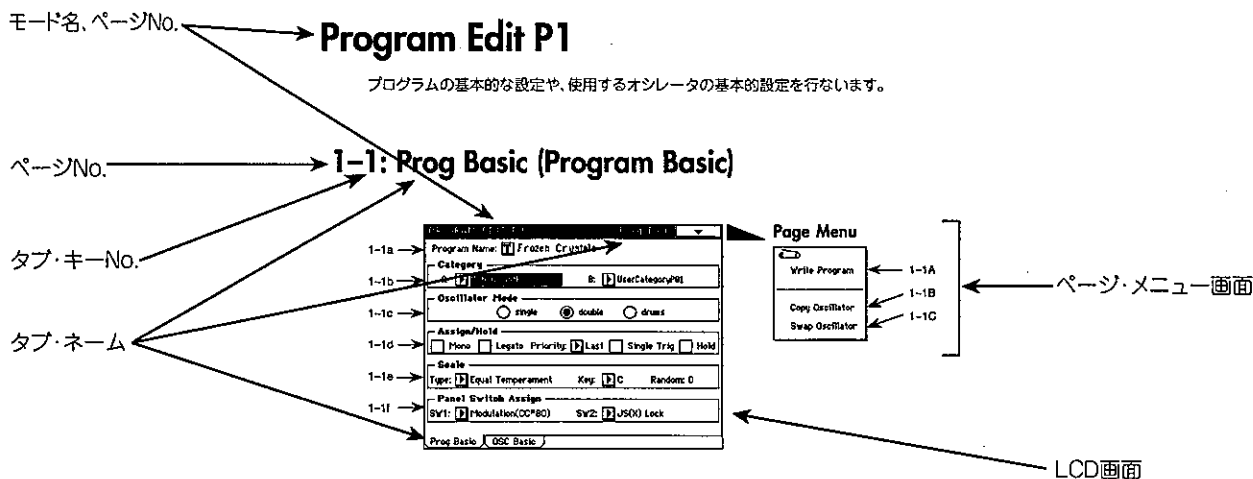 モード名、ページNo.
Program Edit P1
プログラムの基本的な設定や、使用するオシレータの基本的設定を行ないます。
ページNo.
1-1: Prog Basic (Program Basic)
タブ・キーNo.
タブ・ネーム
1-1a
Program Name: T Frozen Crystals
1-1b
Category
B: UserCategoryP01
1-1c
Oscillator Mode
single double drums
1-1d
Assign/Hold
Mono Legato Priority: Last Single Trig Hold
1-1e
Scale
Type: Equal Temperament Key: C Random: 0
1-1f
Panel Switch Assign
SW1: Modulation(CC#80) SW2: JS(X) Lock
Prog Basic OSC Basic
Page Menu
Write Program 1-1A
Copy Oscillator 1-1B
Swap Oscillator 1-1C
ページ・メニュー画面
LCD画面